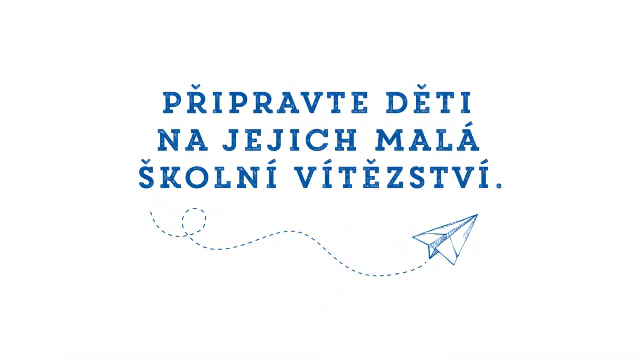 PŘIPRAVTE DĚTI
NA JEJICH MALÁ
ŠKOLNÍ VÍTĚZSTVÍ.